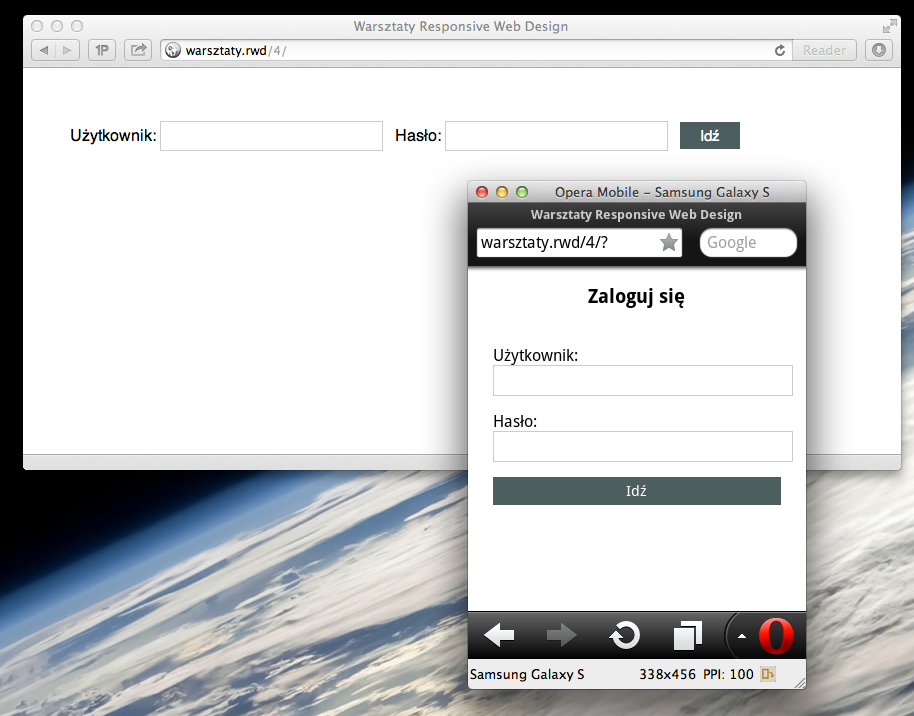 Warsztaty Responsive Web Design
1P warsztaty.rwd/4/ Reader
Użytkownik: Hasło: Idź
Opera Mobile – Samsung Galaxy S
Warsztaty Responsive Web Design
warsztaty.rwd/4/? Google
Zaloguj się
Użytkownik:
Hasło:
Idź
Samsung Galaxy S 338x456 PPI: 100